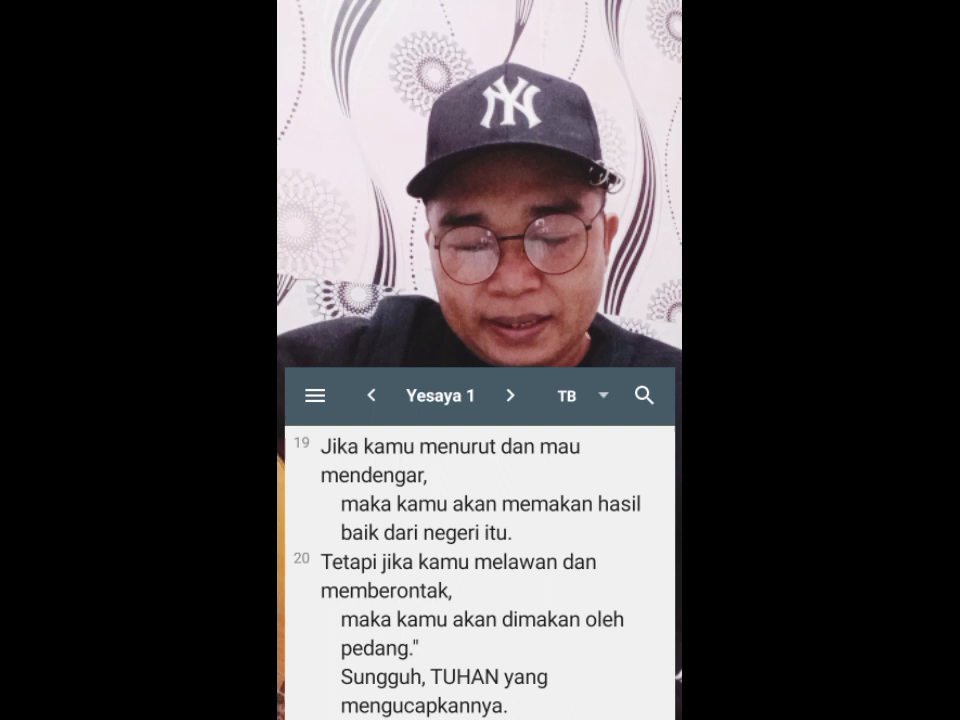 NY
Yesaya 1
TB
19 Jika kamu menurut dan mau
mendengar,
maka kamu akan memakan hasil
baik dari negeri itu.
20 Tetapi jika kamu melawan dan
memberontak,
maka kamu akan dimakan oleh
pedang."
Sungguh, TUHAN yang
mengucapkannya.